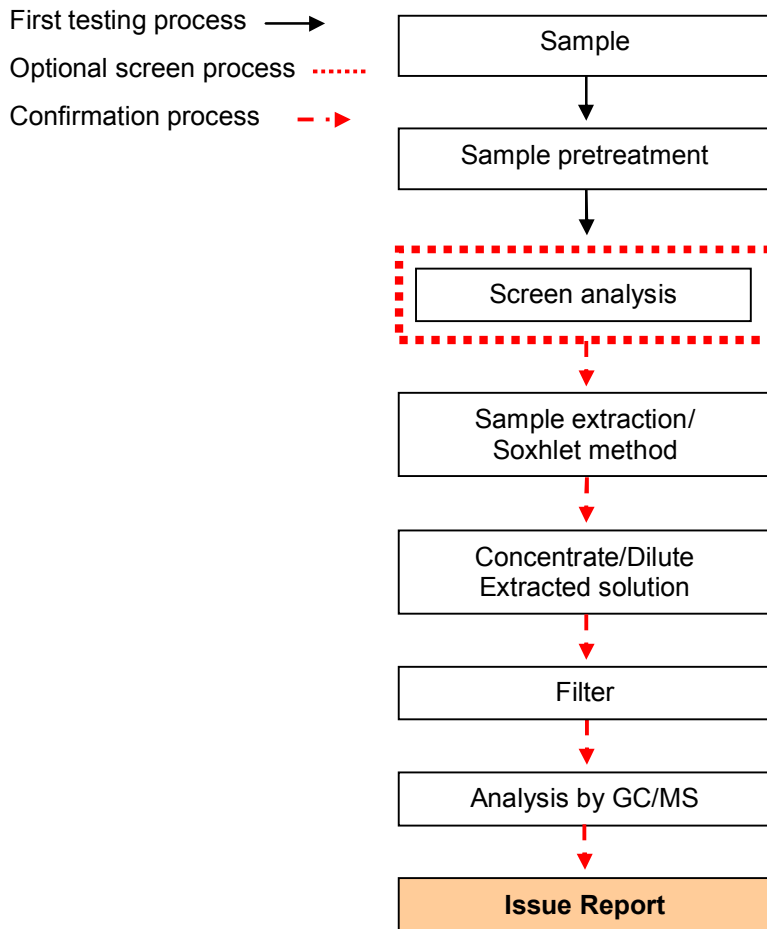 First testing process
Optional screen process
Confirmation process
Sample
Sample pretreatment
Screen analysis
Sample extraction/
Soxhlet method
Concentrate/Dilute
Extracted solution
Filter
Analysis by GC/MS
Issue Report